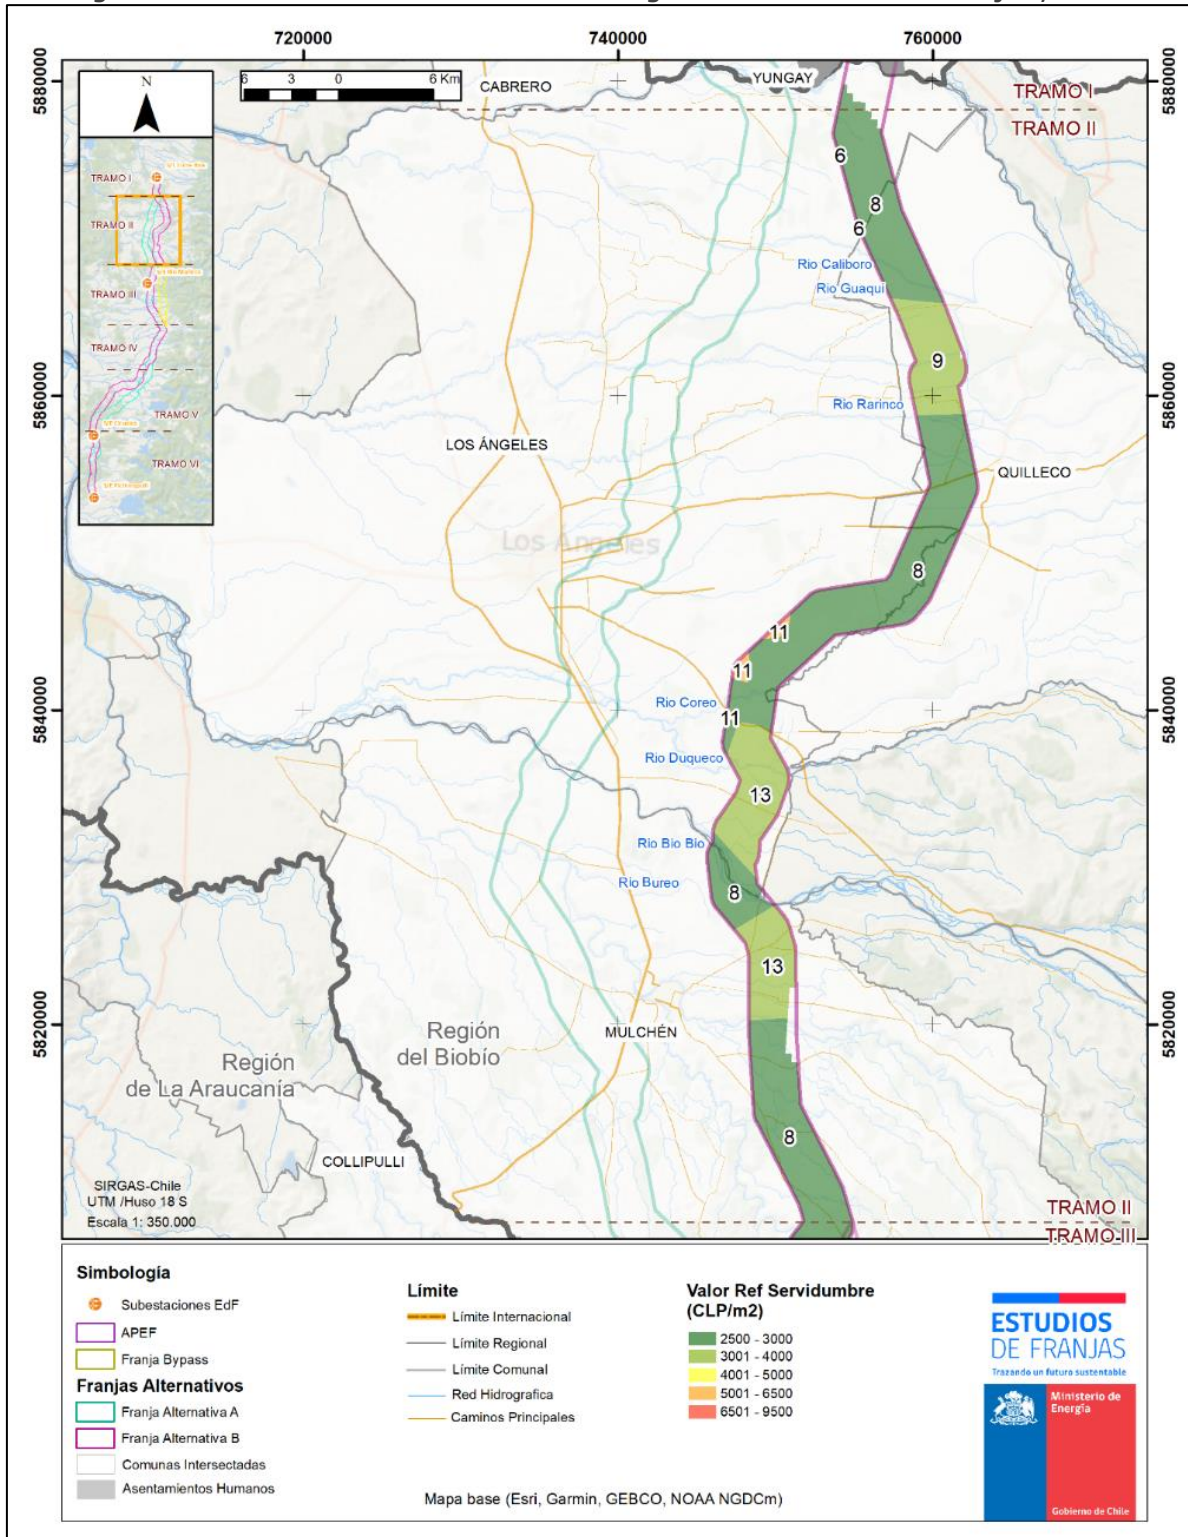 720000
740000
760000
5880000
5880000
5860000
5860000
5840000
5840000
5820000
5820000
N
6 3 0 6 Km
CABRERO
YUNGAY
TRAMO I
TRAMO II
TRAMO I
TRAMO II
TRAMO III
TRAMO IV
TRAMO V
TRAMO VI
6
8
6
Rio Caliboro
Rio Guaqui
9
Rio Rarinco
LOS ÁNGELES
QUILLECO
Los Ángeles
8
11
11
Rio Coreo
11
Rio Duqueco
13
Rio Bio Bio
Rio Bureo
8
13
MULCHÉN
Región
del Biobío
Región
de La Araucanía
8
COLLIPULLI
SIRGAS-Chile
UTM /Huso 18 S
Escala 1: 350.000
TRAMO II
TRAMO III
Simbología
Subestaciones EdF
APEF
Franja Bypass
Franjas Alternativos
Franja Alternativa A
Franja Alternativa B
Comunas Intersectadas
Asentamientos Humanos
Límite
Límite Internacional
Límite Regional
Límite Comunal
Red Hidrografica
Caminos Principales
Valor Ref Servidumbre
(CLP/m2)
2500 - 3000
3001 - 4000
4001 - 5000
5001 - 6500
6501 - 9500
Mapa base (Esri, Garmin, GEBCO, NOAA NGDCm)
ESTUDIOS
DE FRANJAS
Trazando un futuro sustentable
Ministerio de
Energía
Gobierno de Chile